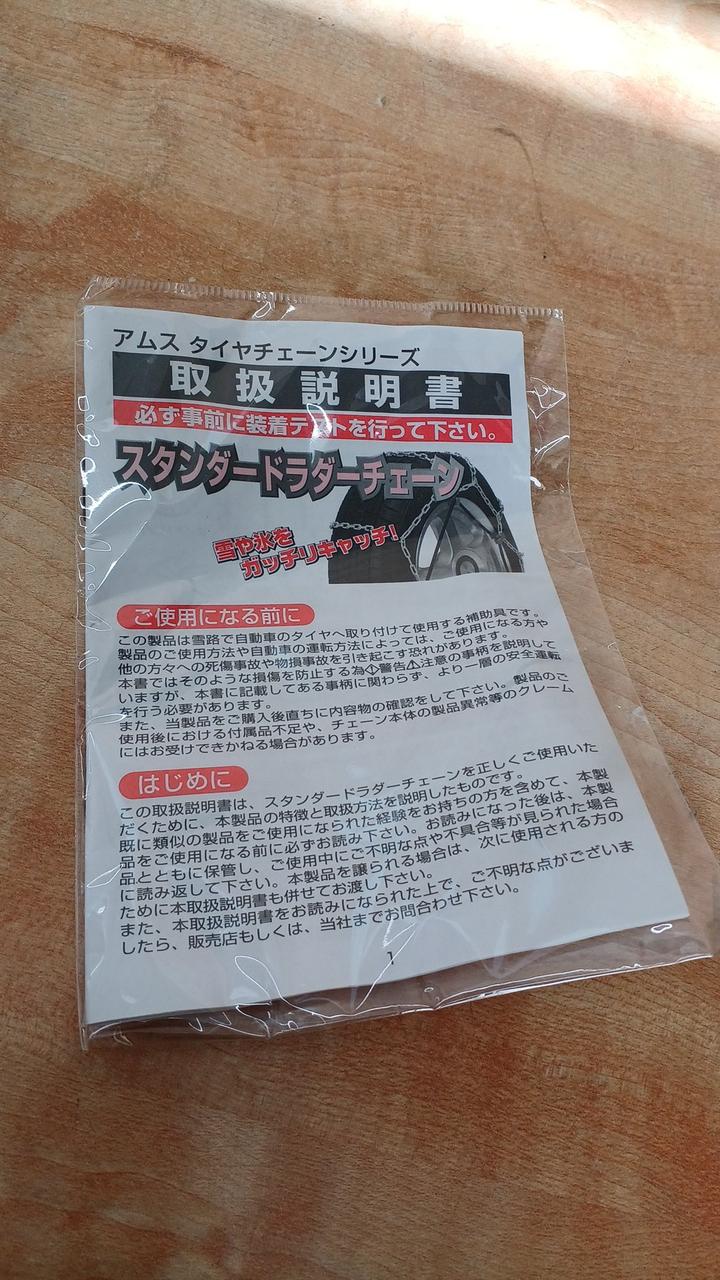 アムス タイヤチェーンシリーズ
取扱説明書
必ず事前に装着テストを行って下さい。
スタンダードラダーチェーン
雪や氷を
ガッチリキャッチ!
ご使用になる前に
この製品は雪路で自動車のタイヤへ取り付けて使用する補助具です。
製品のご使用方法や自動車の運転方法によっては、ご使用になる方や
他の方々への死傷事故や物損事故を引き起こす恐れがあります。
本書ではそのような損傷を防止する為⚠警告⚠注意の事柄を説明して
いますが、本書に記載してある事柄に関わらず、より一層の安全運転
を行う必要があります。
また、当製品をご購入後直ちに内容物の確認をして下さい。製品のご
使用後における付属品不足や、チェーン本体の製品異常等のクレーム
にはお受けできかねる場合があります。
はじめに
この取扱説明書は、スタンダードラダーチェーンを正しくご使用いた
だくために、本製品の特徴と取扱方法を説明したものです。
既に類似の製品をご使用になられた経験をお持ちの方を含めて、本製
品をご使用になる前に必ずお読み下さい。お読みになった後は、本製
品とともに保管し、ご使用中にご不明な点や不具合等が見られた場合
に読み返して下さい。本製品を譲られる場合は、次に使用される方の
ために本取扱説明書も併せてお渡し下さい。
また、本取扱説明書をお読みになられた上で、ご不明な点がございま
したら、販売店もしくは、当社までお問合わせ下さい。
1